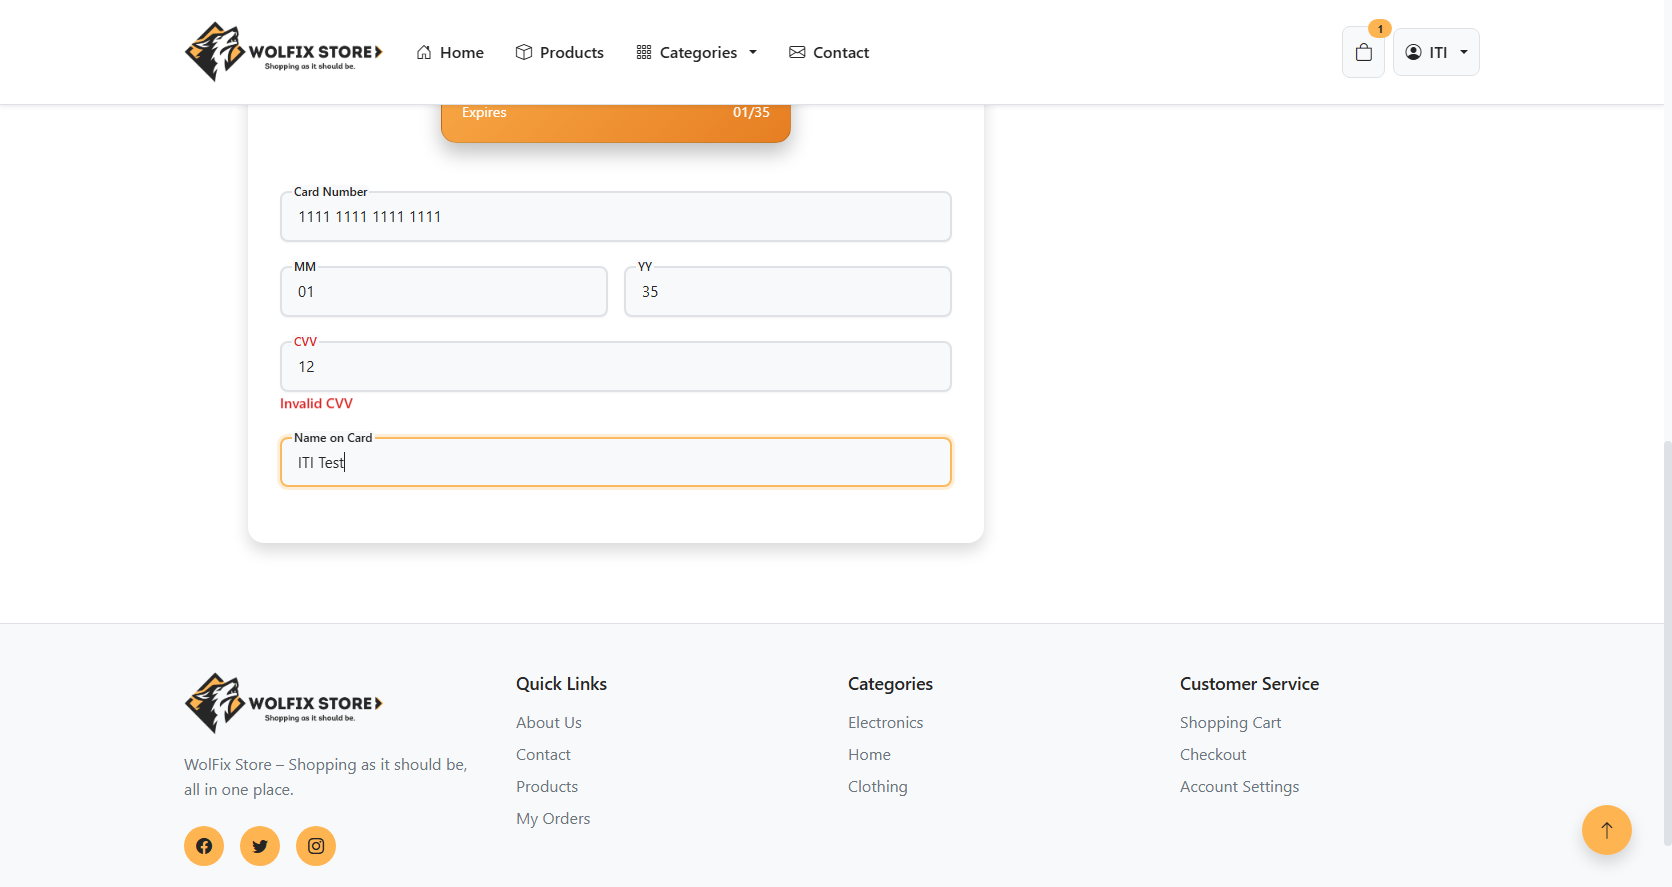 WOLFIX STORE
Shopping as it should be.
Home
Products
Categories
Contact
1
ITI
Expires 01/35
Card Number
1111 1111 1111 1111
MM
01
YY
35
CVV
12
Invalid CVV
Name on Card
ITI Test
WOLFIX STORE
Shopping as it should be.
WolFix Store – Shopping as it should be,
all in one place.
Quick Links
About Us
Contact
Products
My Orders
Categories
Electronics
Home
Clothing
Customer Service
Shopping Cart
Checkout
Account Settings